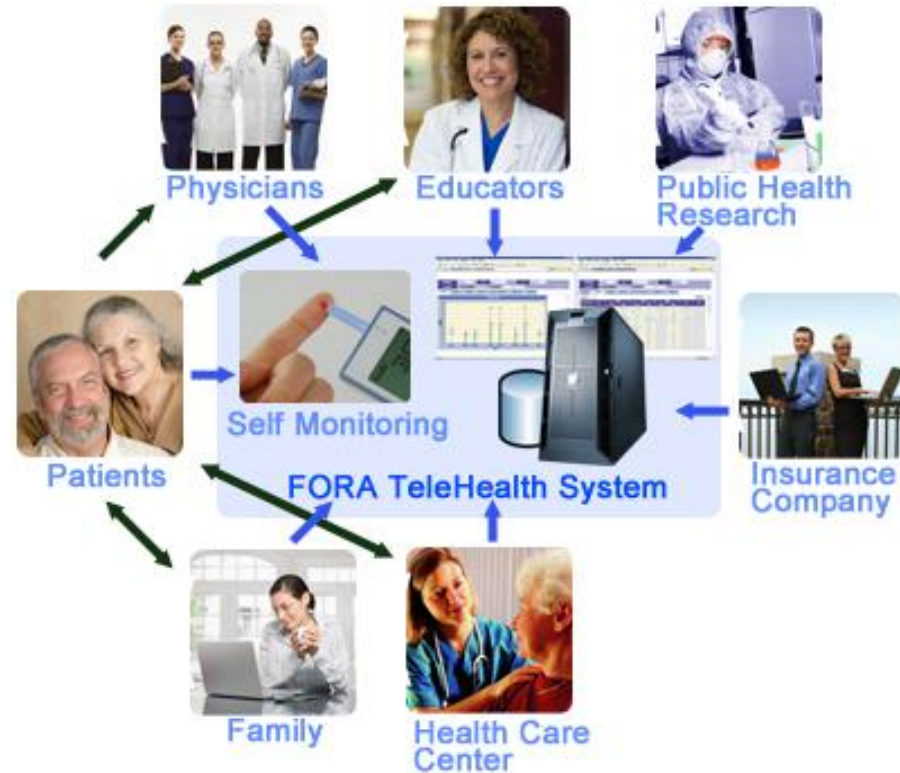 Physicians
Educators
Public Health
Research
Patients
Self Monitoring
FORA TeleHealth System
Insurance
Company
Family
Health Care
Center